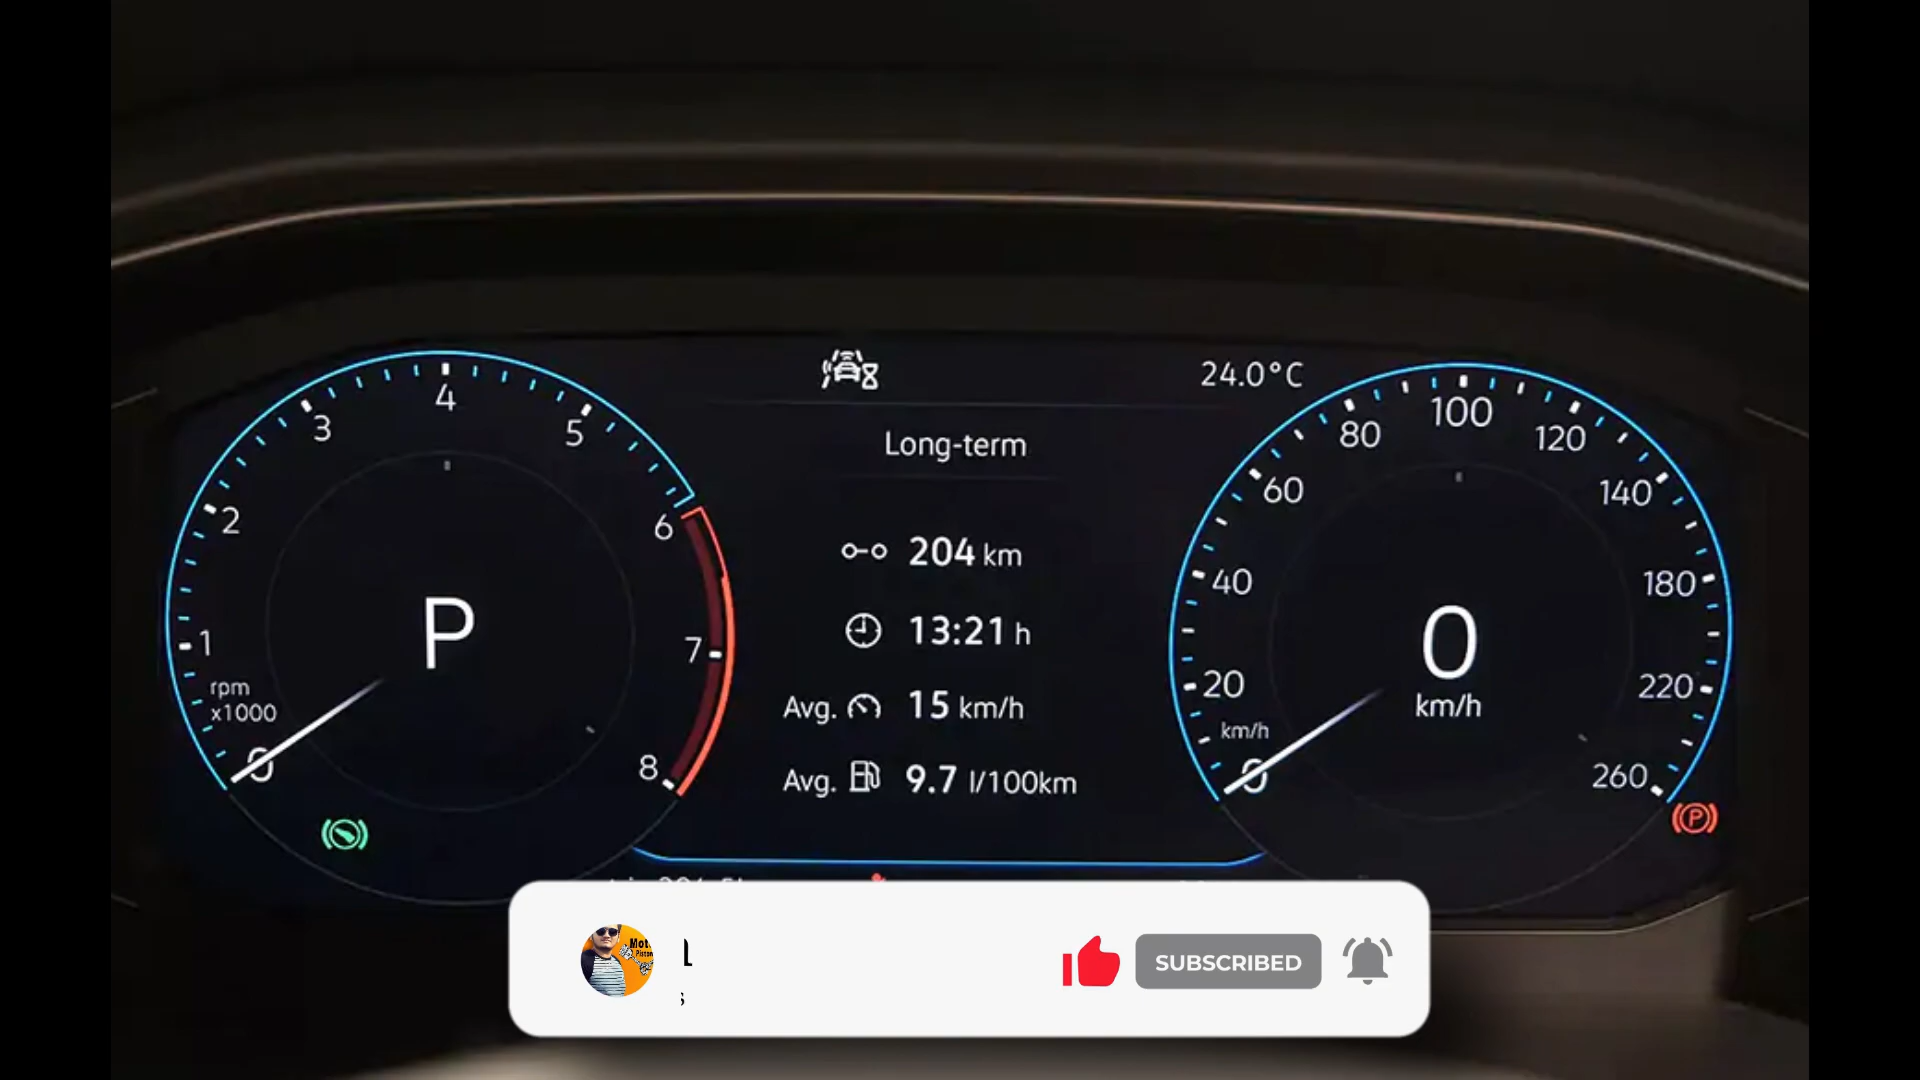 24.0°C
Long-term
204 km
13:21 h
Avg. 15 km/h
Avg. 9.7 l/100km
0
1
2
3
4
5
6
7
8
rpm
x1000
P
0
20
40
60
80
100
120
140
180
220
260
km/h
0
km/h
P
SUBSCRIBED